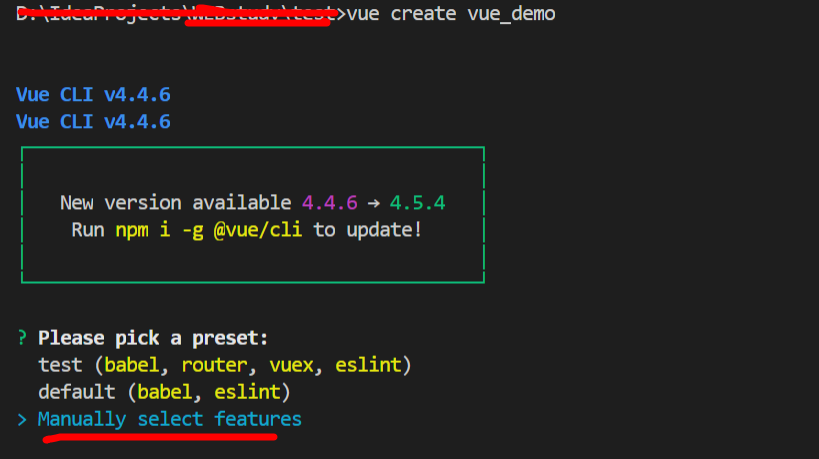 D:\IdeaProjects\WEBstudy\test>vue create vue_demo
Vue CLI v4.4.6
Vue CLI v4.4.6
New version available 4.4.6 → 4.5.4
Run npm i -g @vue/cli to update!
? Please pick a preset:
test (babel, router, vuex, eslint)
default (babel, eslint)
> Manually select features